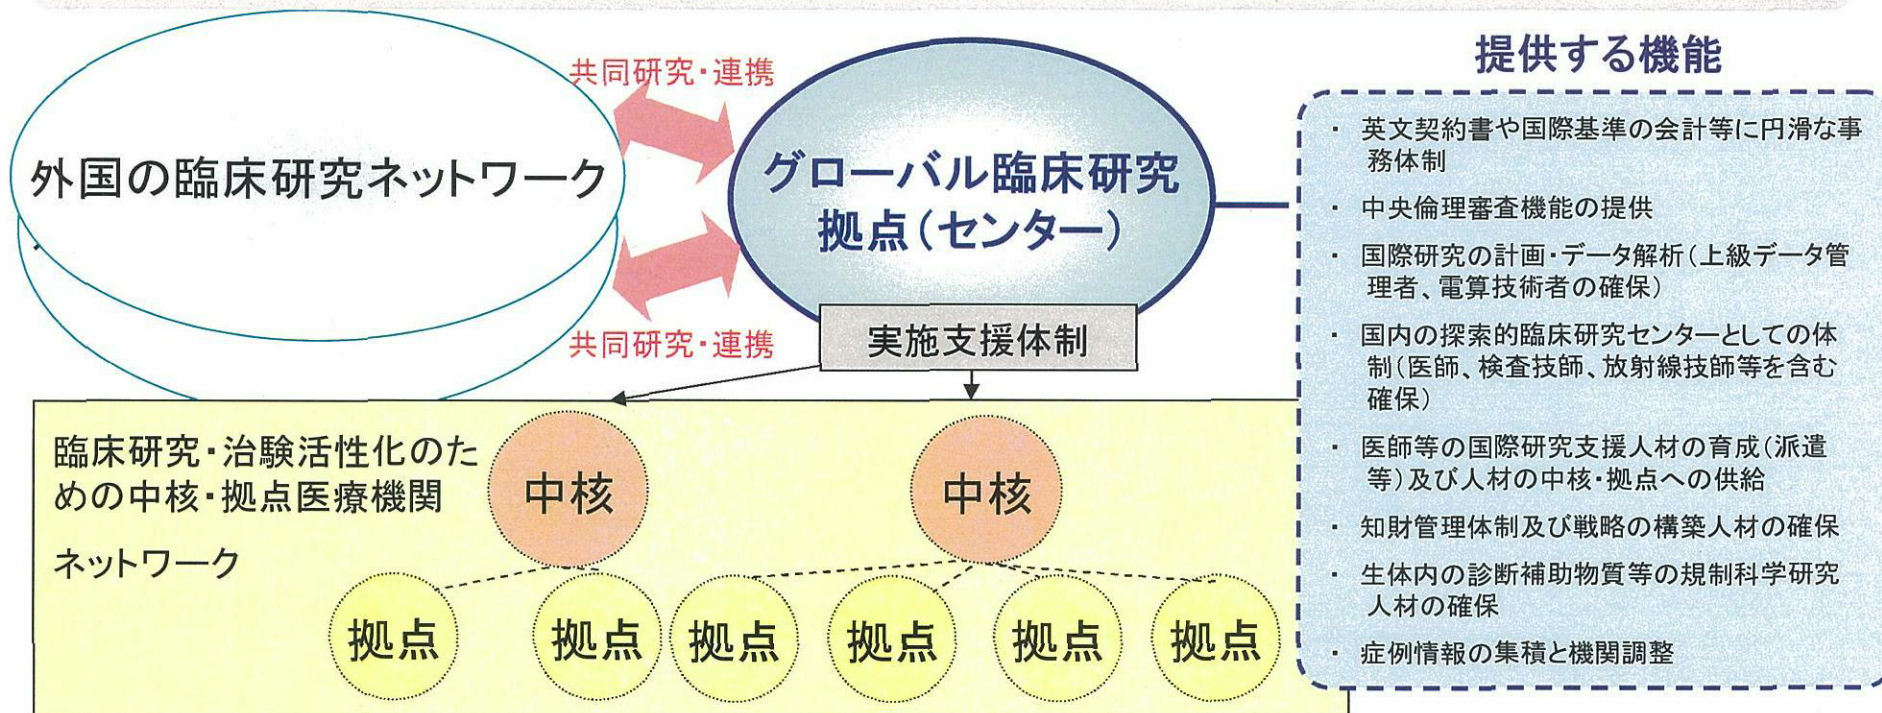 共同研究・連携
外国の臨床研究ネットワーク
グローバル臨床研究
拠点(センター)
共同研究・連携
実施支援体制
臨床研究・治験活性化のた
めの中核・拠点医療機関
ネットワーク
中核
中核
拠点
拠点
拠点
拠点
拠点
拠点
提供する機能
・ 英文契約書や国際基準の会計等に円滑な事
務体制
・ 中央倫理審査機能の提供
・ 国際研究の計画・データ解析(上級データ管
理者、電算技術者の確保)
・ 国内の探索的臨床研究センターとしての体
制(医師、検査技師、放射線技師等を含む
確保)
・ 医師等の国際研究支援人材の育成(派遣
等)及び人材の中核・拠点への供給
・ 知財管理体制及び戦略の構築人材の確保
・ 生体内の診断補助物質等の規制科学研究
人材の確保
・ 症例情報の集積と機関調整